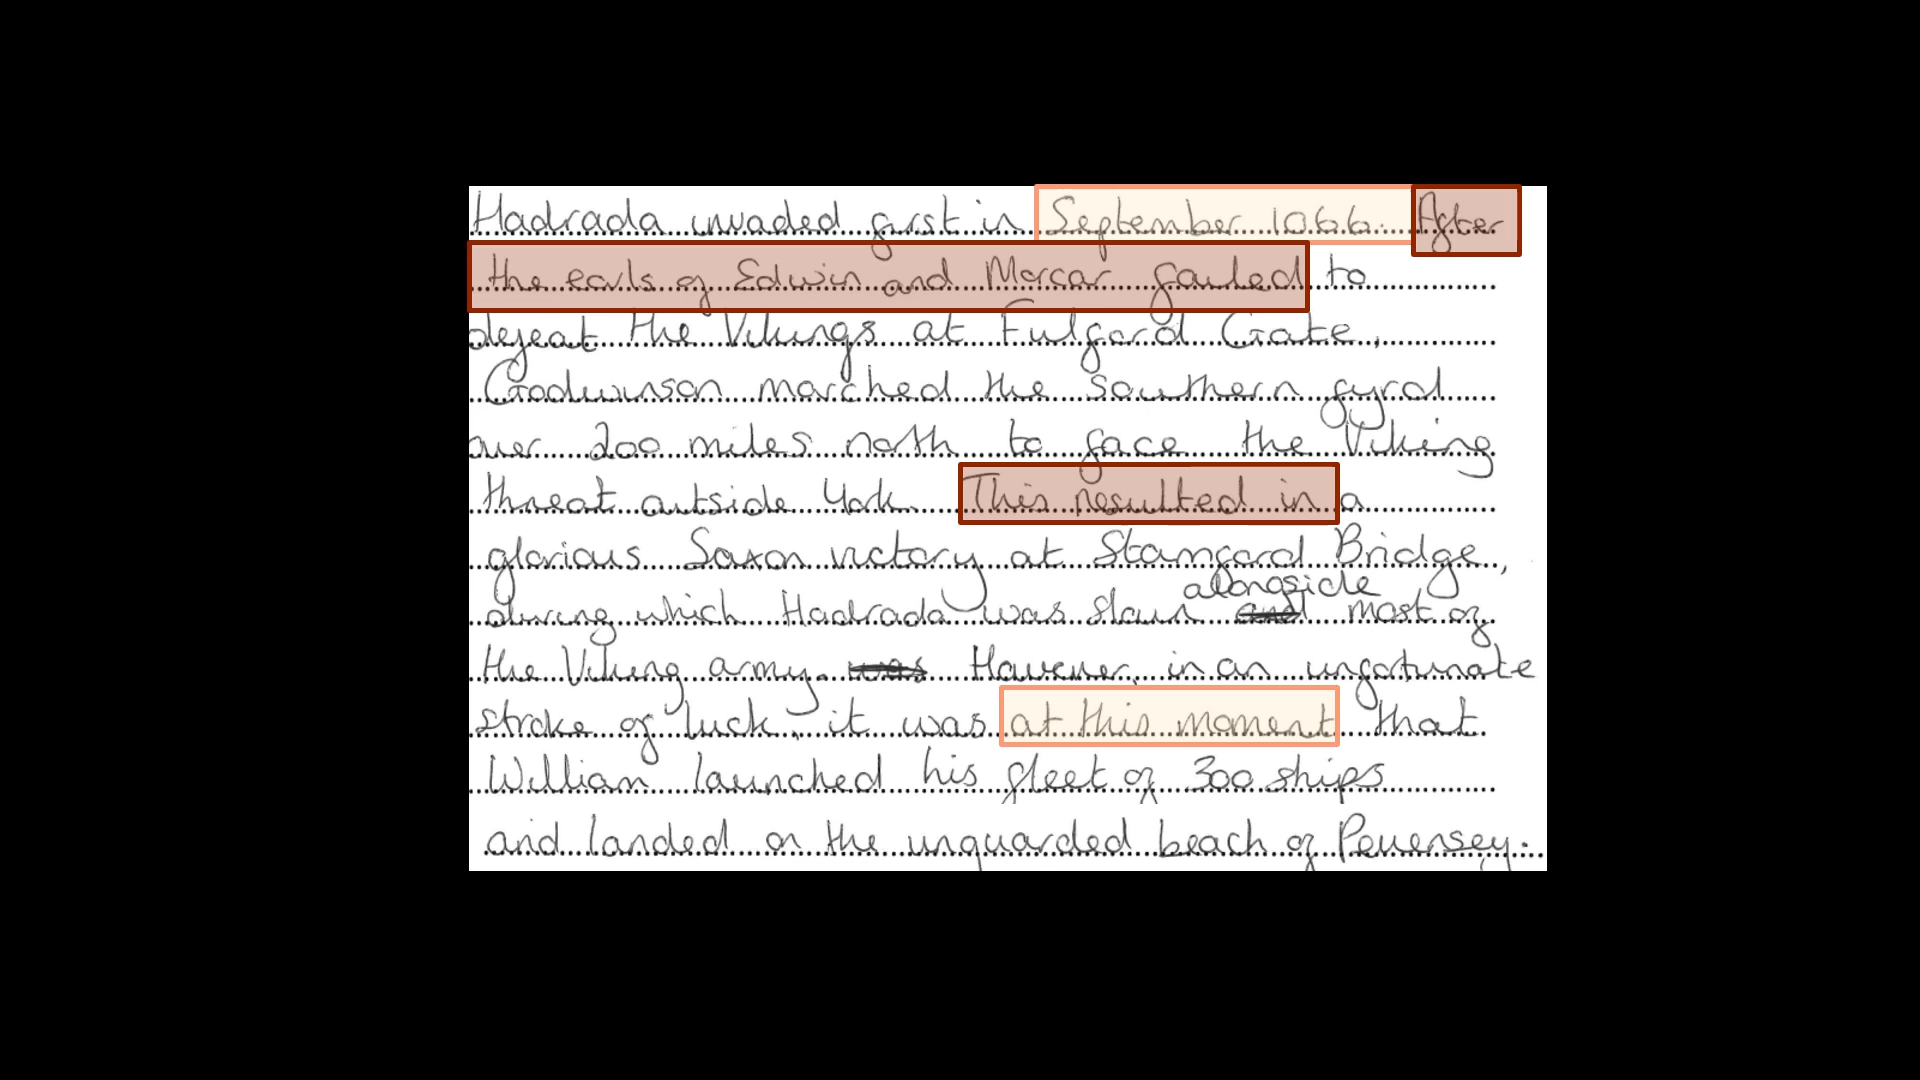 Hadrada invaded first in September 1066. After
the earls of Edwin and Morcar failed to
defeat the Vikings at Fulford Gate,
Godwinson marched the southern fyrd
over 200 miles north to face the Viking
threat outside York. This resulted in a
glorious Saxon victory at Stamford Bridge,
alongside
during which Hadrada was slain and most of
the Viking army. was However, in an unfortunate
stroke of luck, it was at this moment that
William launched his fleet of 300 ships
and landed on the unguarded beach of Pevensey.